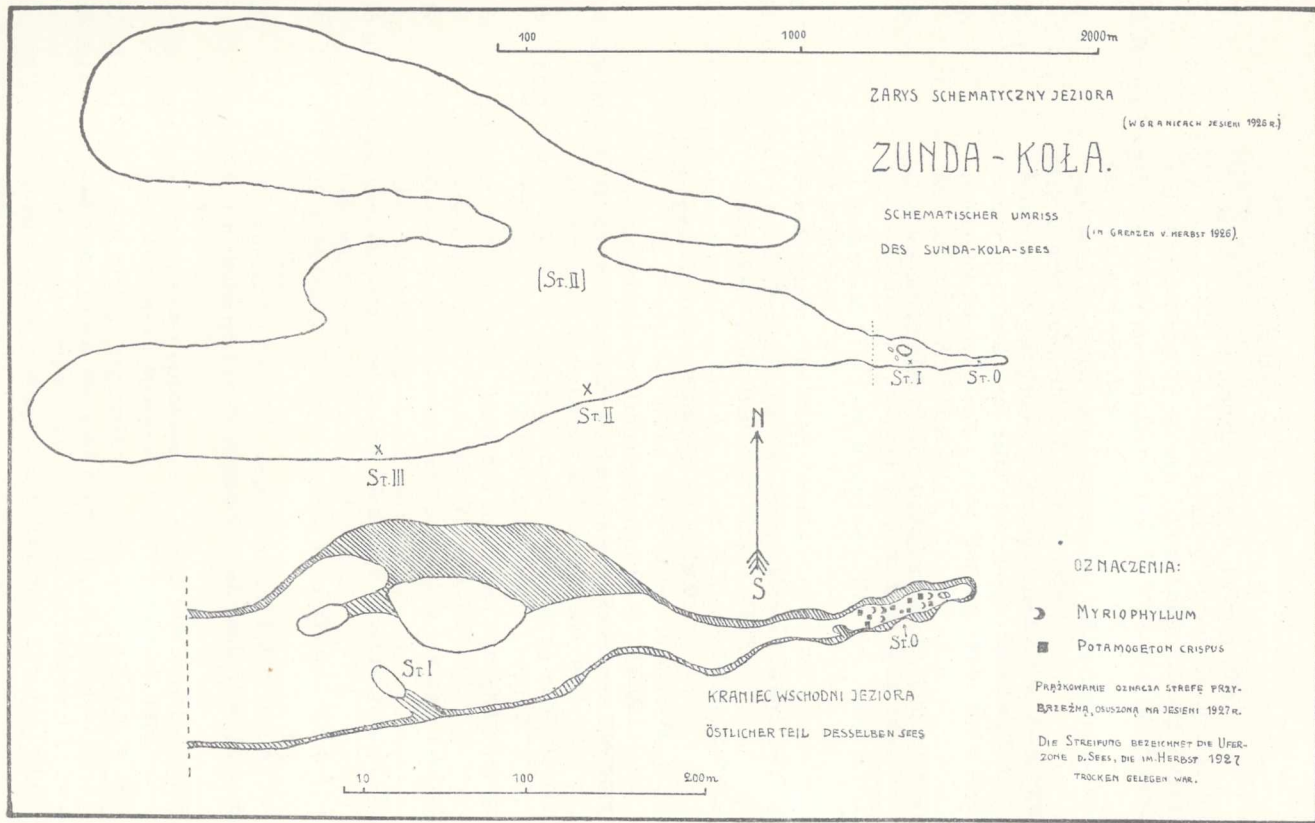 100 1000 2000m
ZARYS SCHEMATYCZNY JEZIORA
(W GRANICACH JESIENI 1926 R.)
ZUNDA - KOŁA.
SCHEMATISCHER UMRISS
(IN GRENZEN V. HERBST 1926).
DES SUNDA-KOLA-SEES
[ST. II]
ST. I ST. O
ST. II
ST. III
N
S
ST. I
ST. O
KRANIEC WSCHODNI JEZIORA
ÖSTLICHER TEIL DESSELBEN SEES
10 100 200m
OZNACZENIA:
MYRIOPHYLLUM
POTAMOGETON CRISPUS
PRĄŻKOWANIE OZNACZA STREFĘ PRZY-
BRZEŻNĄ, OSUSZONĄ NA JESIENI 1927 R.
DIE STREIFUNG BEZEICHNET DIE UFER-
ZONE D. SEES, DIE IM HERBST 1927
TROCKEN GELEGEN WAR.